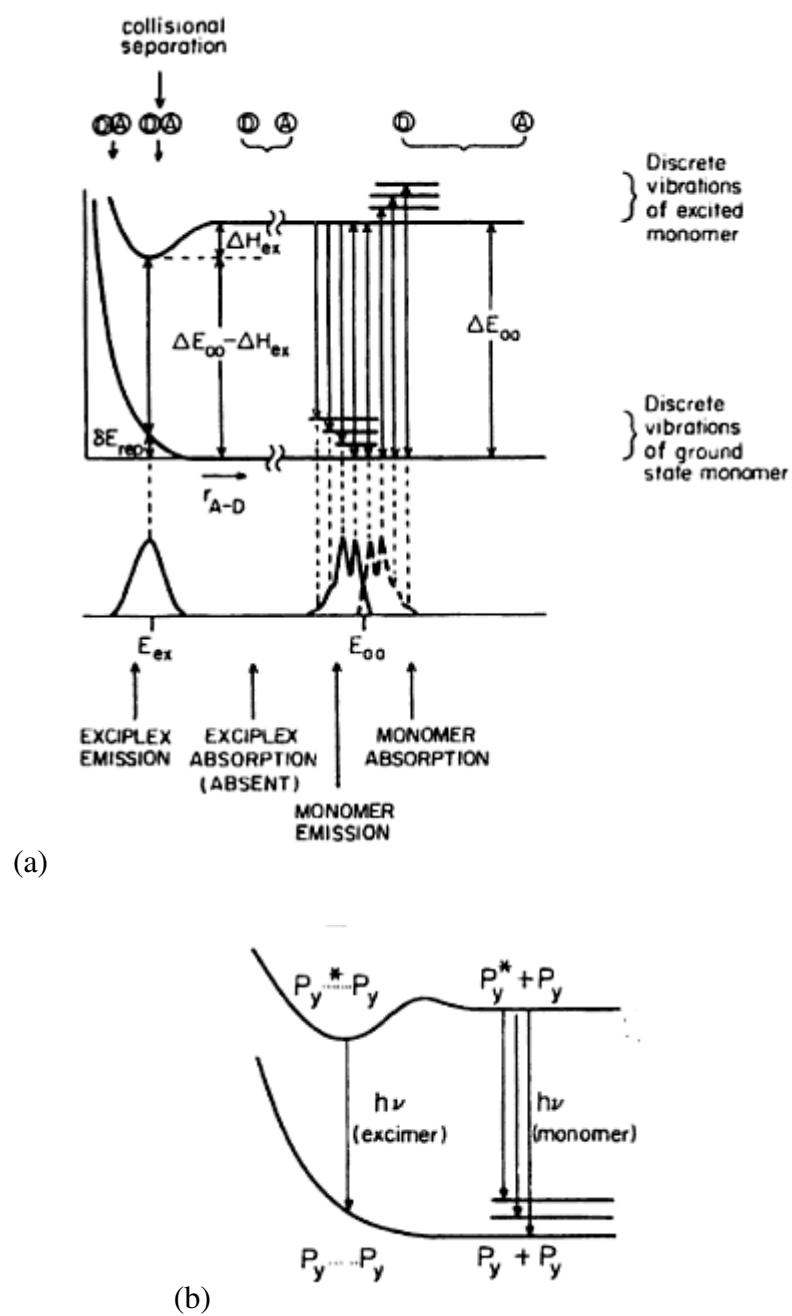 collisional
separation
D A D A D A D A
Discrete
vibrations
of excited
monomer
ΔH_ex
ΔE_oo-ΔH_ex
ΔE_oo
δE_rep
r_A-D
Discrete
vibrations
of ground
state monomer
E_ex E_oo
EXCIPLEX
EMISSION
EXCIPLEX
ABSORPTION
(ABSENT)
MONOMER
EMISSION
MONOMER
ABSORPTION
(a)
P_y.....*.....P_y P_y* + P_y
hν
(excimer)
hν
(monomer)
P_y.....P_y P_y + P_y
(b)